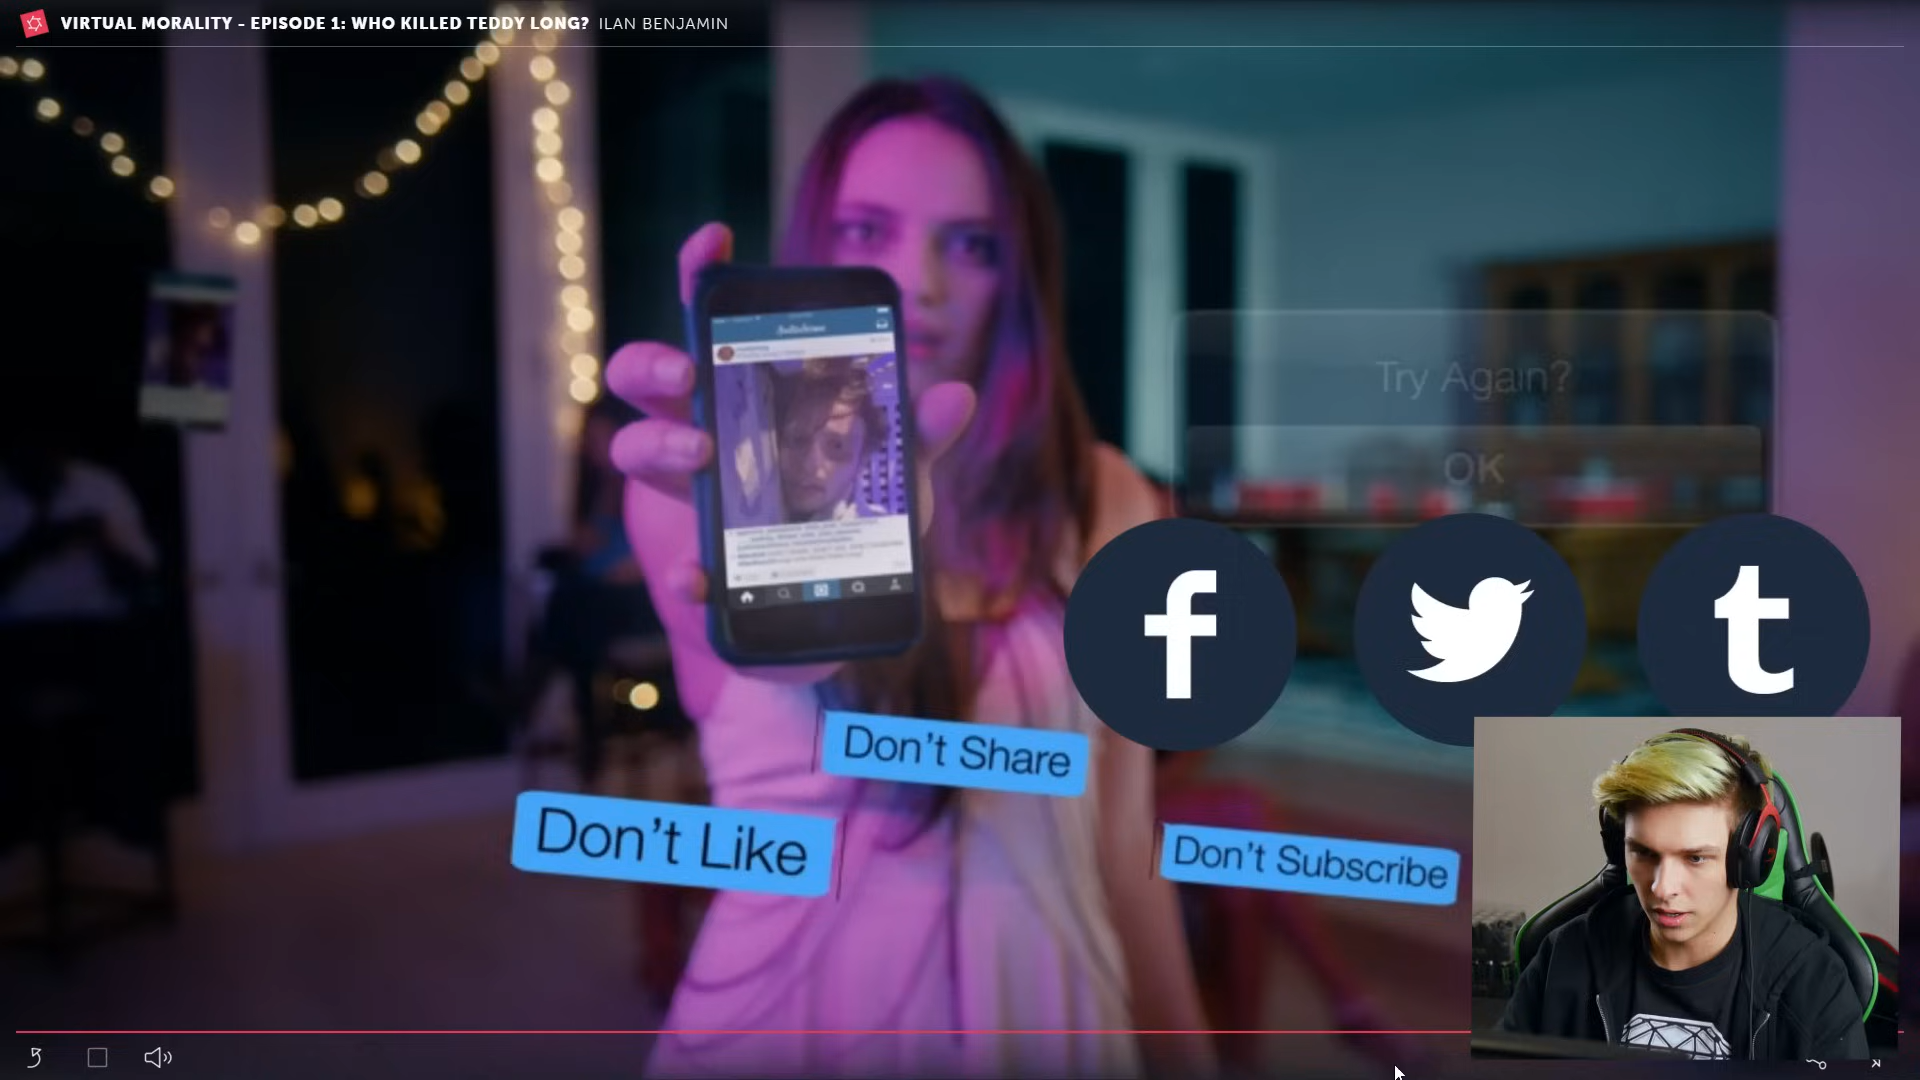 VIRTUAL MORALITY - EPISODE 1: WHO KILLED TEDDY LONG? ILAN BENJAMIN
Try Again?
OK
Don't Share
Don't Like
Don't Subscribe